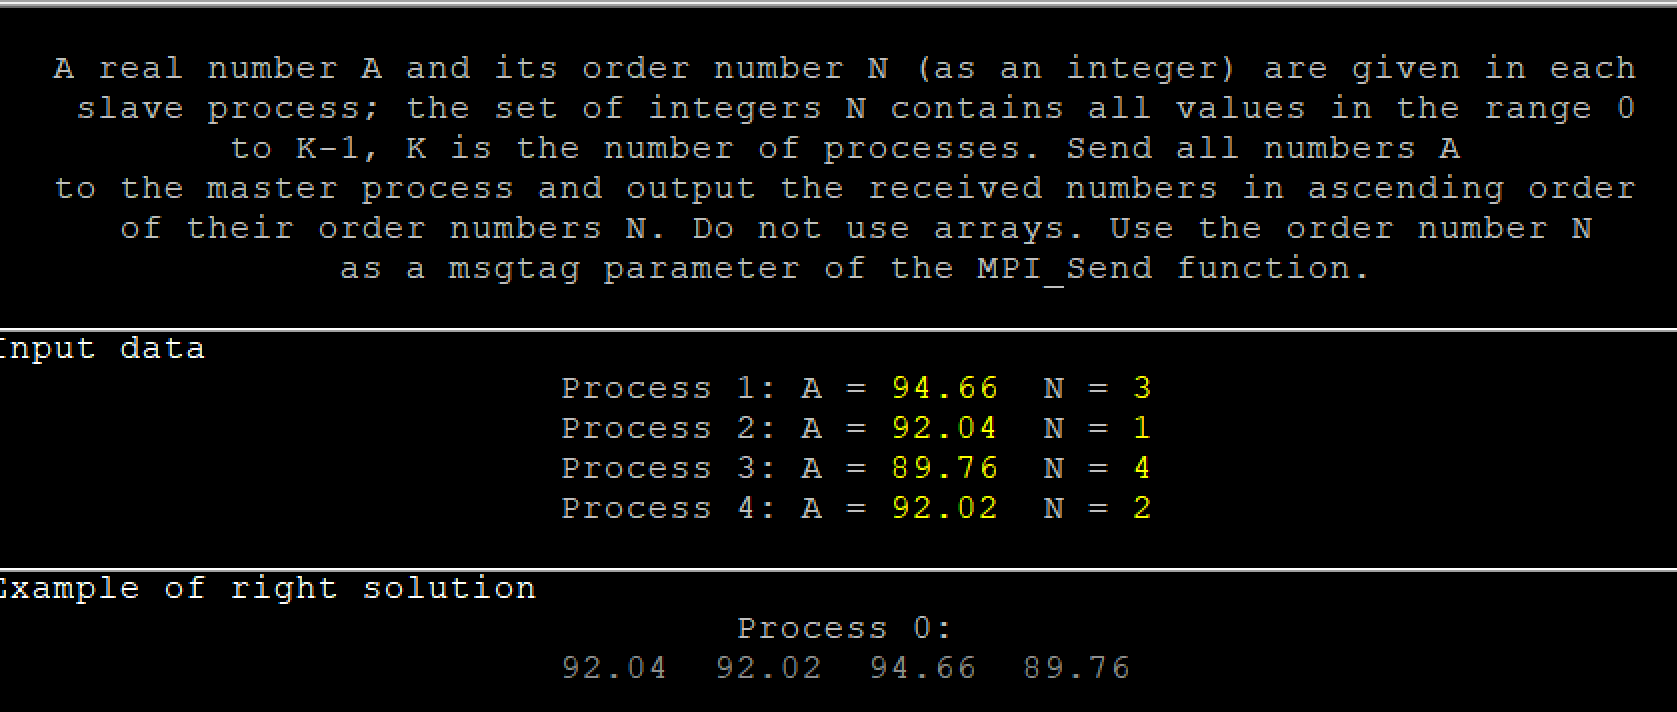 A real number A and its order number N (as an integer) are given in each
slave process; the set of integers N contains all values in the range 0
to K-1, K is the number of processes. Send all numbers A
to the master process and output the received numbers in ascending order
of their order numbers N. Do not use arrays. Use the order number N
as a msgtag parameter of the MPI_Send function.
Input data
Process 1: A = 94.66 N = 3
Process 2: A = 92.04 N = 1
Process 3: A = 89.76 N = 4
Process 4: A = 92.02 N = 2
Example of right solution
Process 0:
92.04 92.02 94.66 89.76